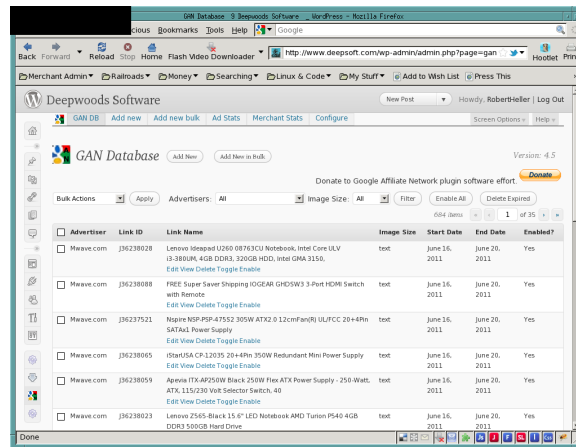 GAN Database 9 Deepwoods Software _ WordPress - Mozilla Firefox
Bookmarks Tools Help Google
Back Forward Reload Stop Home Flash Video Downloader http://www.deepsoft.com/wp-admin/admin.php?page=gan Hootlet Prin
Merchant Admin Railroads Money Searching Linux & Code My Stuff Add to Wish List Press This
Deepwoods Software New Post Howdy, RobertHeller | Log Out
GAN DB Add new Add new bulk Ad Stats Merchant Stats Configure Screen Options Help
GAN Database Add New Add New in Bulk Version: 4.5
Donate to Google Affiliate Network plugin software effort. Donate
Bulk Actions Apply Advertisers: All Image Size: All Filter Enable All Delete Expired
684 items « ‹ 1 of 35 › »
Advertiser Link ID Link Name Image Size Start Date End Date Enabled?
Mwave.com J36238028 Lenovo Ideapad U260 08763CU Notebook, Intel Core ULV text June 16, June 20, Yes
i3-380UM, 4GB DDR3, 320GB HDD, Intel GMA 3150, 2011 2011
Edit View Delete Toggle Enable
Mwave.com J36238088 FREE Super Saver Shipping IOGEAR GHDSW3 3-Port HDMI Switch text June 16, June 20, Yes
with Remote 2011 2011
Edit View Delete Toggle Enable
Mwave.com J36237521 Nspire NSP-PSP-47552 305W ATX2.0 12cmFan(R) UL/FCC 20+4Pin text June 16, June 20, Yes
SATAx1 Power Supply 2011 2011
Edit View Delete Toggle Enable
Mwave.com J36238065 iStarUSA CP-12035 20+4Pin 350W Redundant Mini Power Supply text June 16, June 20, Yes
Edit View Delete Toggle Enable 2011 2011
Mwave.com J36238059 Apevia ITX-AP250W Black 250W Flex ATX Power Supply - 250-Watt, text June 16, June 20, Yes
ATX, 115/230 Volt Selector Switch, 40 2011 2011
Edit View Delete Toggle Enable
Mwave.com J36238023 Lenovo Z565-Black 15.6" LED Notebook AMD Turion P540 4GB text June 16, June 20, Yes
DDR3 500GB Hard Drive 2011 2011
Done